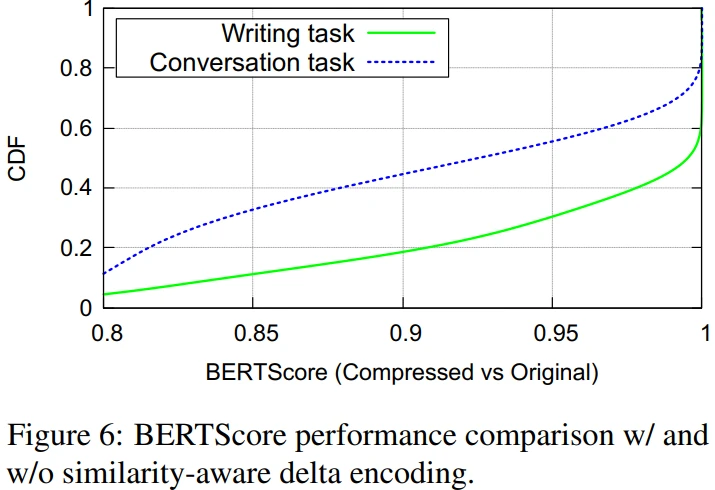 1
0.8
0.6
0.4
0.2
0
CDF
Writing task
Conversation task
0.8 0.85 0.9 0.95 1
BERTScore (Compressed vs Original)
Figure 6: BERTScore performance comparison w/ and
w/o similarity-aware delta encoding.